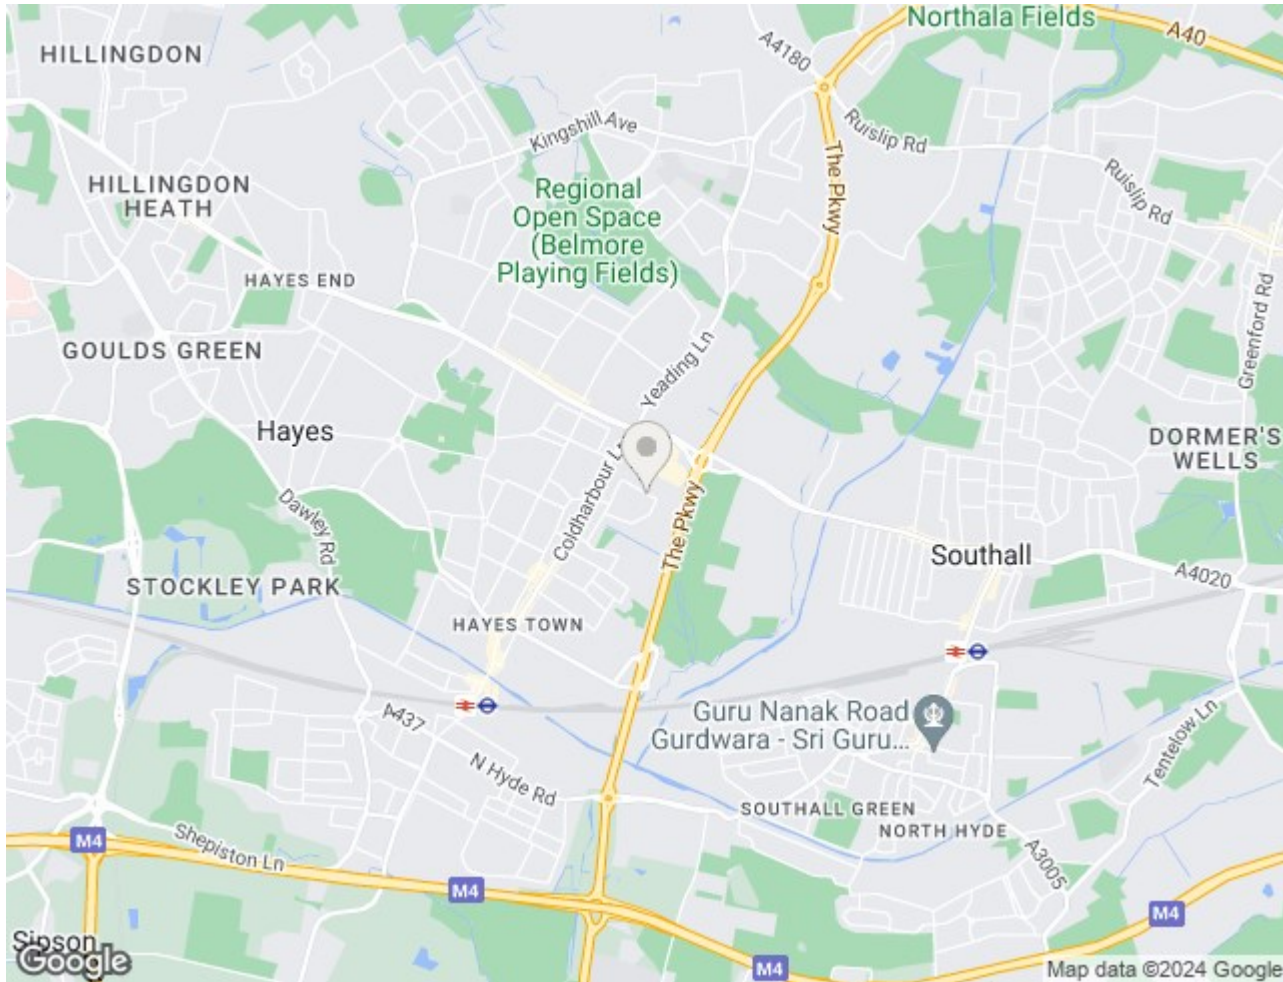 Northala Fields
A40
A4180
HILLINGDON
Kingshill Ave
Ruislip Rd
The Pkwy
Ruislip Rd
HILLINGDON
HEATH
Regional
Open Space
(Belmore
Playing Fields)
HAYES END
GOULDS GREEN
Yeading Ln
Greenford Rd
Hayes
DORMER'S
WELLS
Coldharbour Ln
Dawley Rd
The Pkwy
Southall
A4020
STOCKLEY PARK
HAYES TOWN
A437
Guru Nanak Road
Gurdwara - Sri Guru...
Tentelow Ln
N Hyde Rd
SOUTHALL GREEN
NORTH HYDE
M4
Shepiston Ln
A3005
M4
M4
Sipson
Google
M4
Map data ©2024 Google